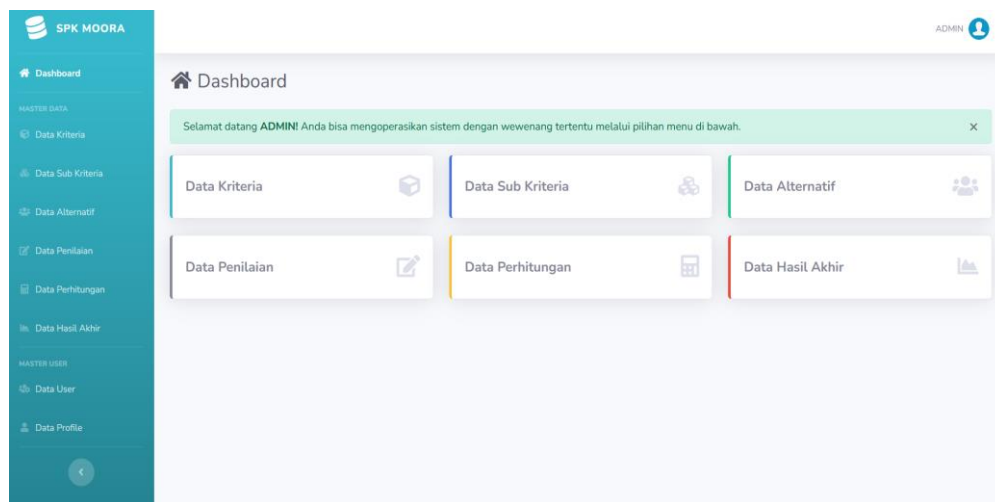 SPK MOORA
ADMIN
Dashboard
MASTER DATA
Data Kriteria
Data Sub Kriteria
Data Alternatif
Data Penilaian
Data Perhitungan
Data Hasil Akhir
MASTER USER
Data User
Data Profile
Dashboard
Selamat datang ADMIN! Anda bisa mengoperasikan sistem dengan wewenang tertentu melalui pilihan menu di bawah.
Data Kriteria
Data Sub Kriteria
Data Alternatif
Data Penilaian
Data Perhitungan
Data Hasil Akhir